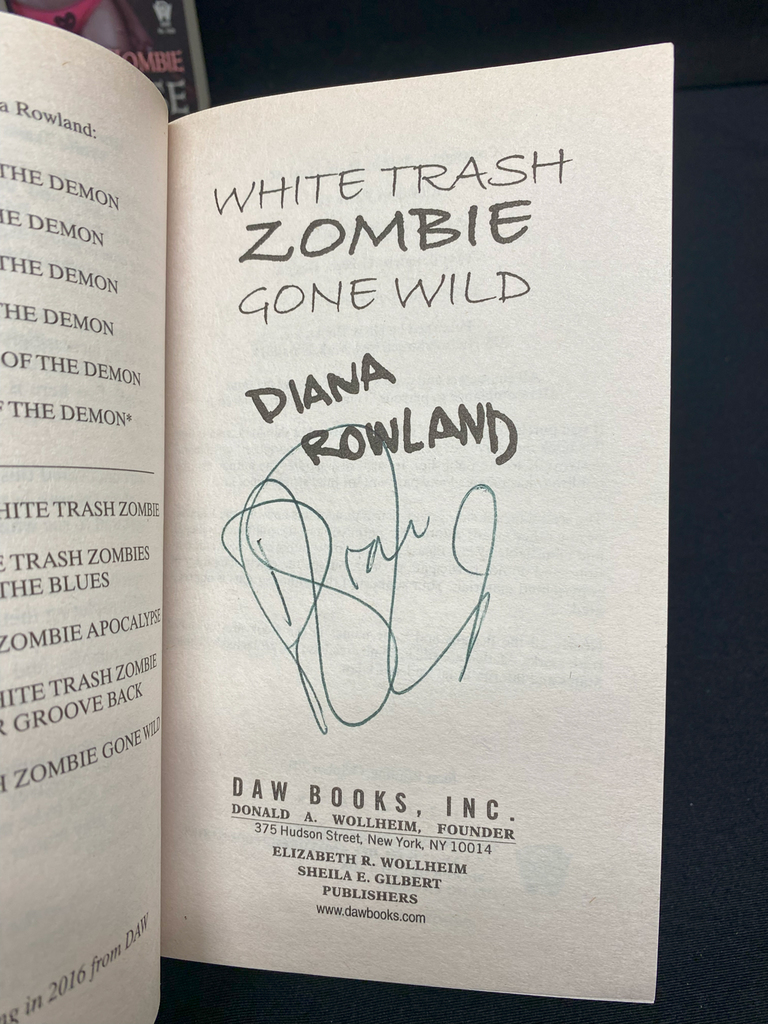 OMBIE
E
a Rowland:
THE DEMON
HE DEMON
THE DEMON
THE DEMON
OF THE DEMON
F THE DEMON*
HITE TRASH ZOMBIE
E TRASH ZOMBIES
THE BLUES
ZOMBIE APOCALYPSE
HITE TRASH ZOMBIE
R GROOVE BACK
H ZOMBIE GONE WILD
ng in 2016 from DAW
WHITE TRASH
ZOMBIE
GONE WILD
DIANA
ROWLAND
DAW BOOKS, INC.
DONALD A. WOLLHEIM, FOUNDER
375 Hudson Street, New York, NY 10014
ELIZABETH R. WOLLHEIM
SHEILA E. GILBERT
PUBLISHERS
www.dawbooks.com